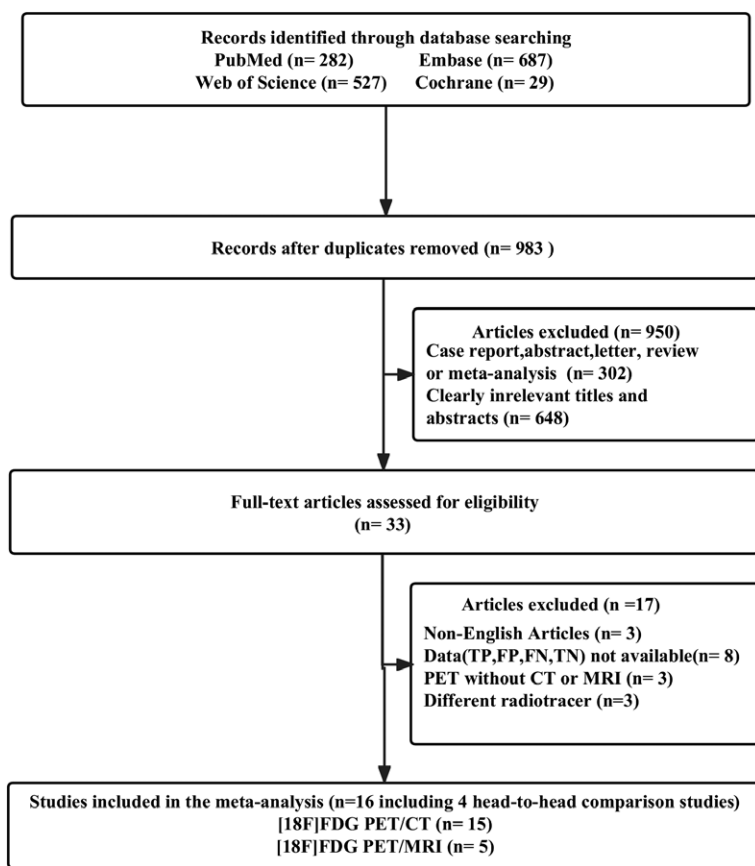 Records identified through database searching
PubMed (n= 282) Embase (n= 687)
Web of Science (n= 527) Cochrane (n= 29)
Records after duplicates removed (n= 983 )
Articles excluded (n= 950)
Case report,abstract,letter, review
or meta-analysis (n= 302)
Clearly inrelevant titles and
abstracts (n= 648)
Full-text articles assessed for eligibility
(n= 33)
Articles excluded (n =17)
Non-English Articles (n= 3)
Data(TP,FP,FN,TN) not available(n= 8)
PET without CT or MRI (n= 3)
Different radiotracer (n=3)
Studies included in the meta-analysis (n=16 including 4 head-to-head comparison studies)
[18F]FDG PET/CT (n= 15)
[18F]FDG PET/MRI (n= 5)